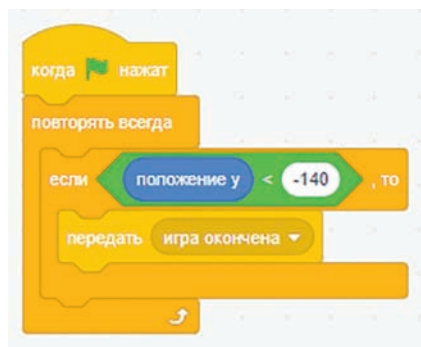 когда нажат
повторять всегда
если положение y < -140 , то
передать игра окончена